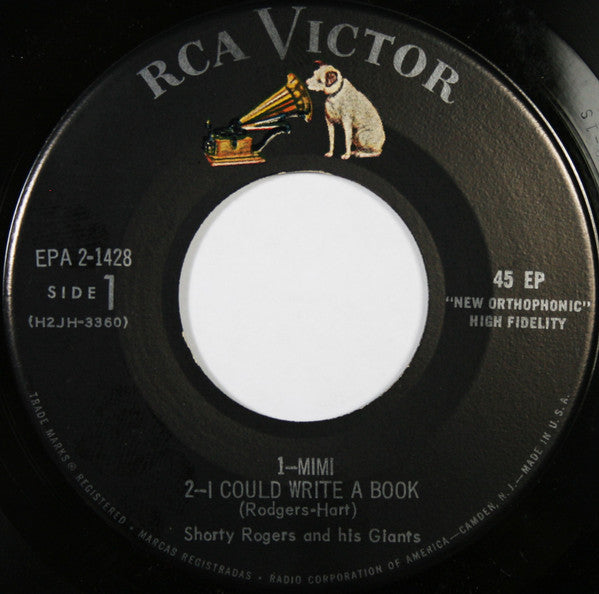 RCA VICTOR
EPA 2-1428
SIDE 1
(H2JH-3360)
45 EP
"NEW ORTHOPHONIC"
HIGH FIDELITY
1-MIMI
2-I COULD WRITE A BOOK
(Rodgers-Hart)
Shorty Rogers and his Giants
TRADE MARKS ® REGISTERED • MARCAS REGISTRADAS • RADIO CORPORATION OF AMERICA—CAMDEN, N. J.—MADE IN U.S.A.